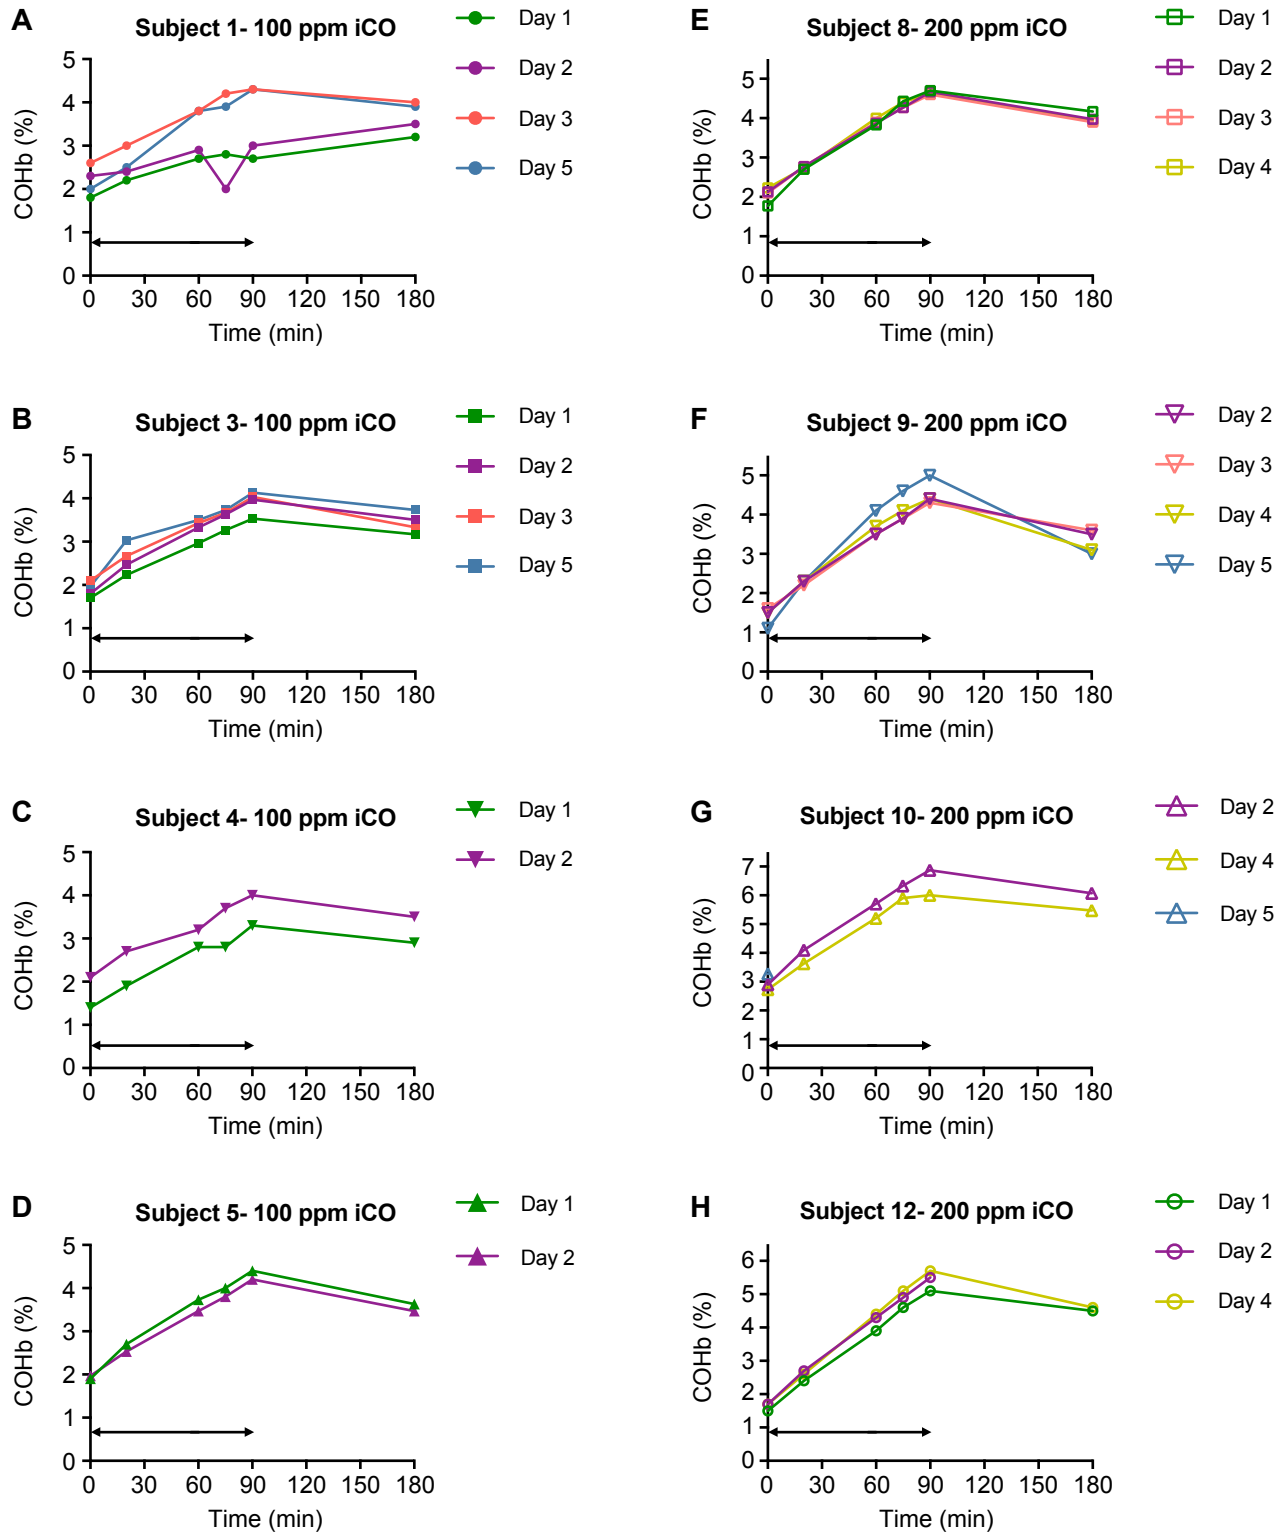 A
Subject 1- 100 ppm iCO
Day 1
Day 2
Day 3
Day 5
COHb (%)
5
4
3
2
1
0
0 30 60 90 120 150 180
Time (min)
B
Subject 3- 100 ppm iCO
Day 1
Day 2
Day 3
Day 5
COHb (%)
5
4
3
2
1
0
0 30 60 90 120 150 180
Time (min)
C
Subject 4- 100 ppm iCO
Day 1
Day 2
COHb (%)
5
4
3
2
1
0
0 30 60 90 120 150 180
Time (min)
D
Subject 5- 100 ppm iCO
Day 1
Day 2
COHb (%)
5
4
3
2
1
0
0 30 60 90 120 150 180
Time (min)
E
Subject 8- 200 ppm iCO
Day 1
Day 2
Day 3
Day 4
COHb (%)
5
4
3
2
1
0
0 30 60 90 120 150 180
Time (min)
F
Subject 9- 200 ppm iCO
Day 2
Day 3
Day 4
Day 5
COHb (%)
5
4
3
2
1
0
0 30 60 90 120 150 180
Time (min)
G
Subject 10- 200 ppm iCO
Day 2
Day 4
Day 5
COHb (%)
7
6
5
4
3
2
1
0
0 30 60 90 120 150 180
Time (min)
H
Subject 12- 200 ppm iCO
Day 1
Day 2
Day 4
COHb (%)
6
5
4
3
2
1
0
0 30 60 90 120 150 180
Time (min)